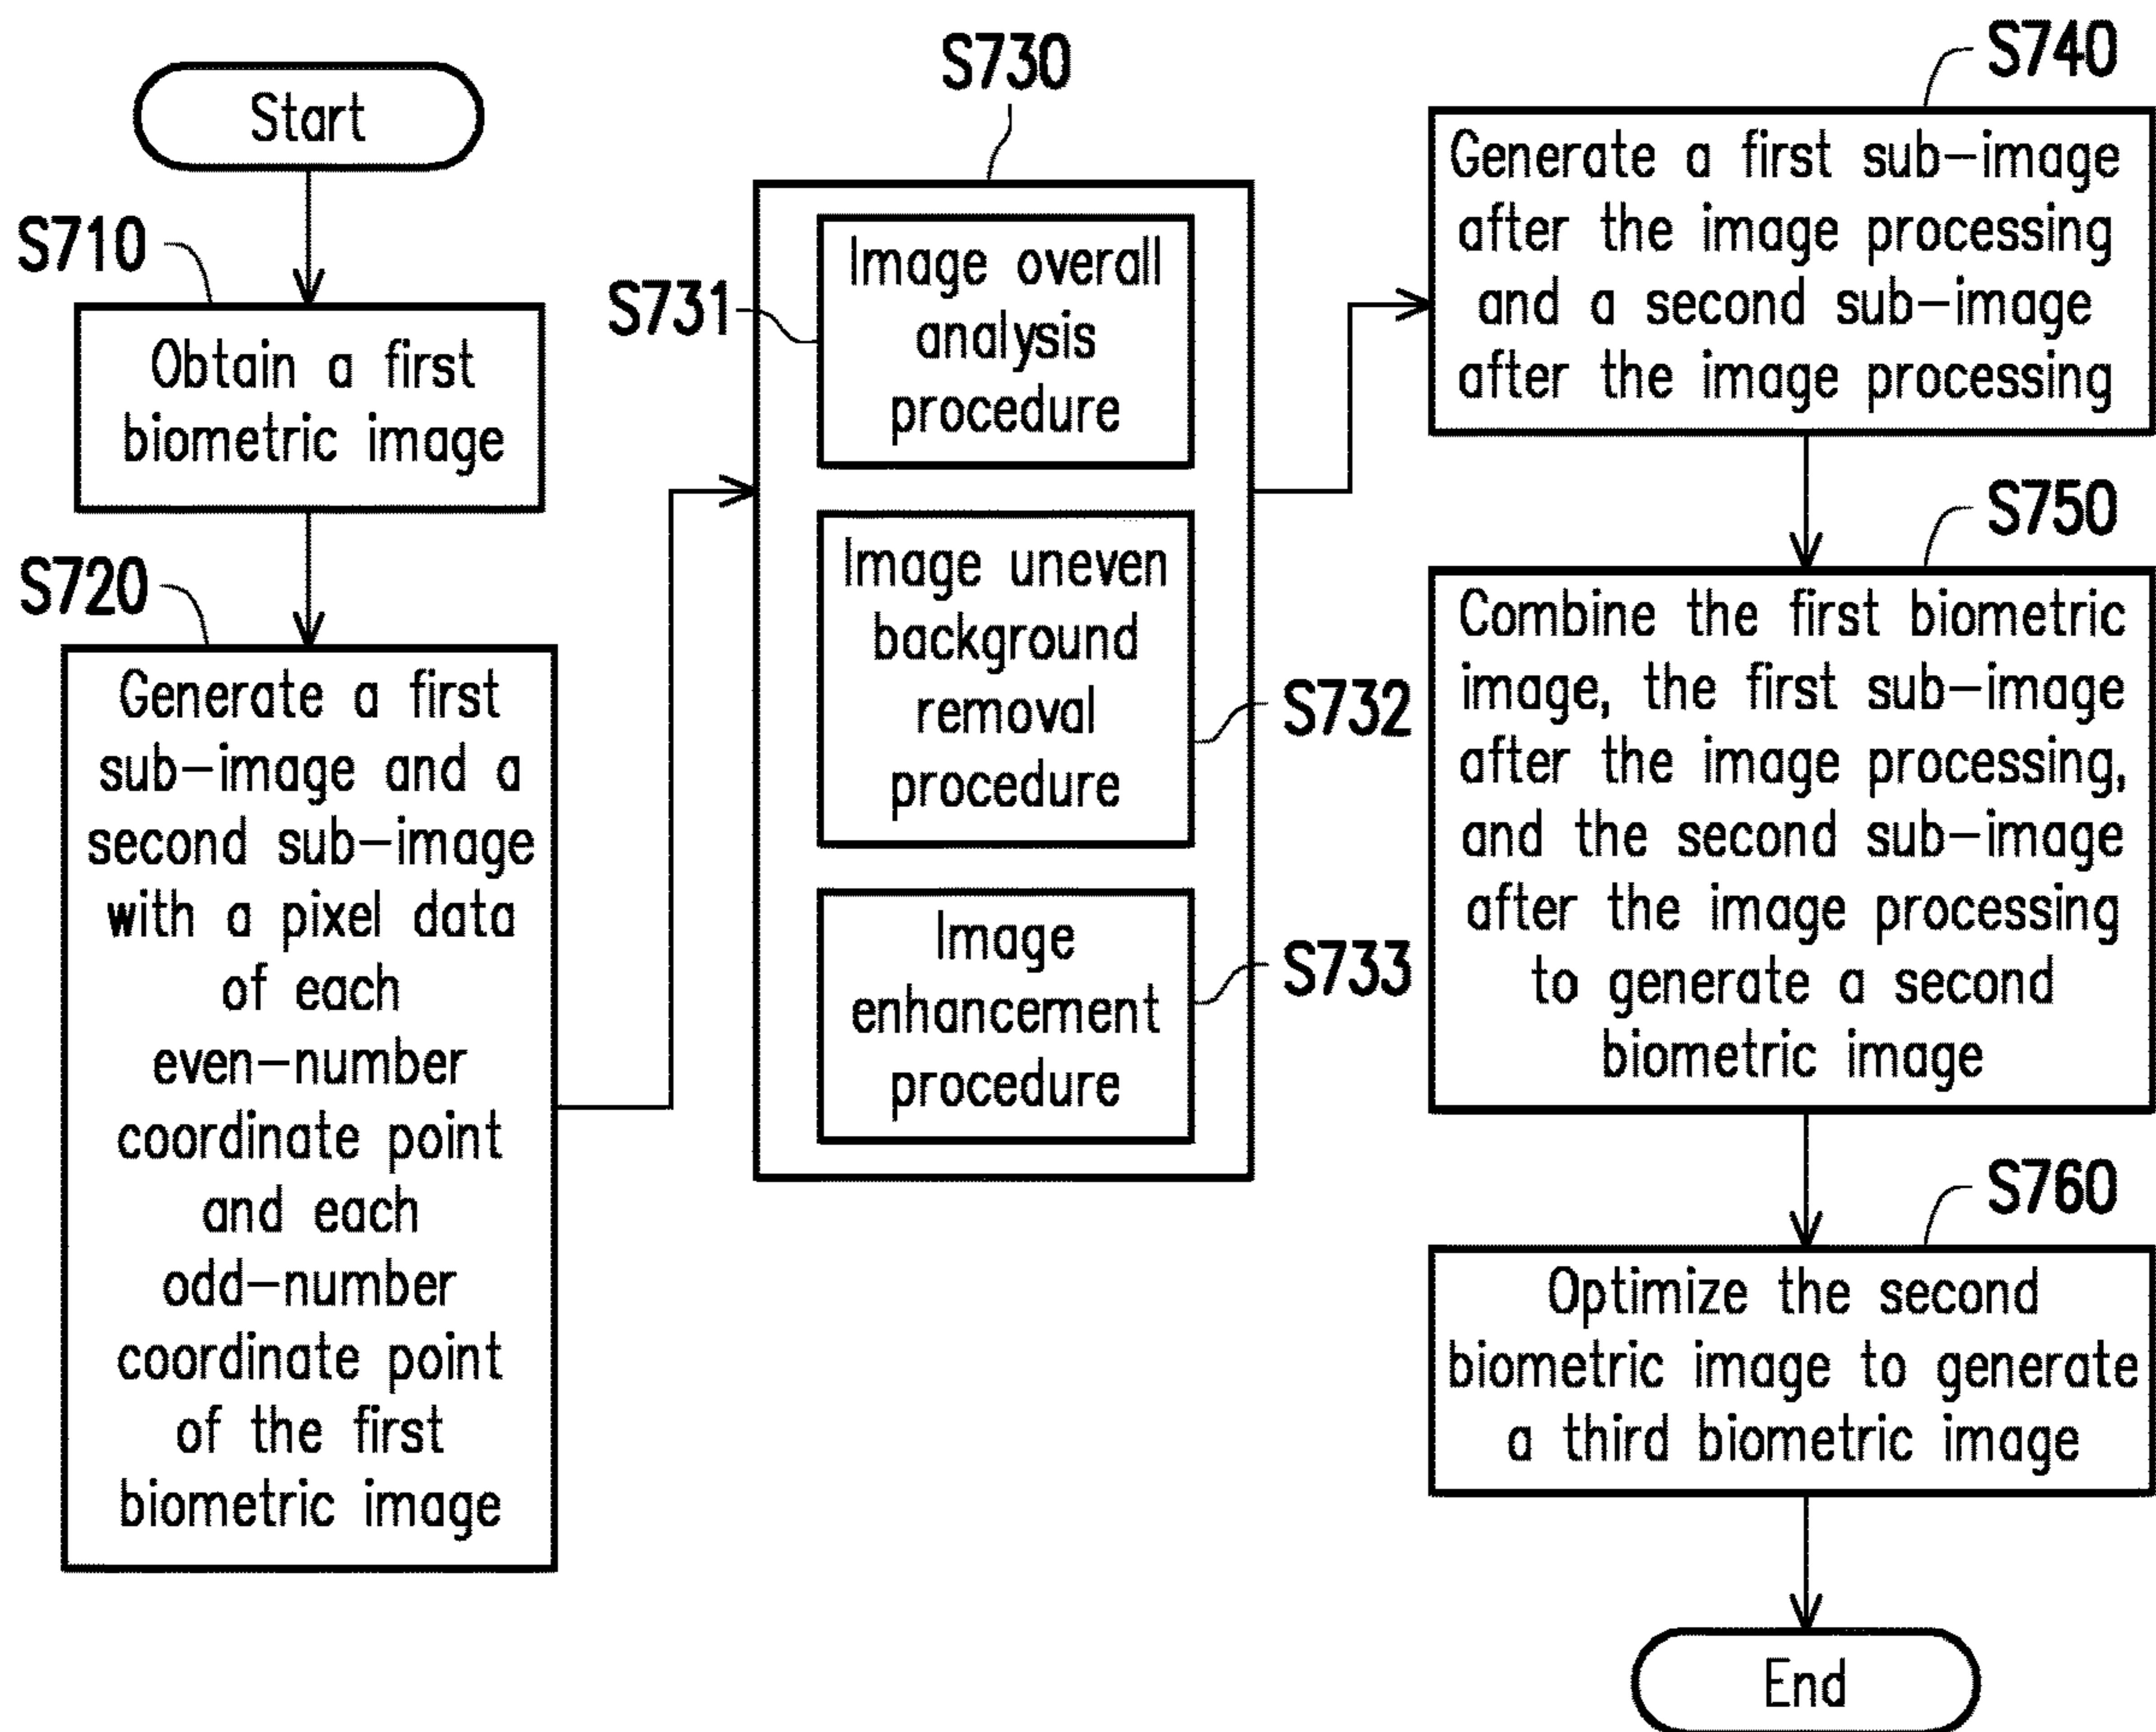 Start
S710
Obtain a first
biometric image
S720
Generate a first
sub-image and a
second sub-image
with a pixel data
of each
even-number
coordinate point
and each
odd-number
coordinate point
of the first
biometric image
S730
S731
Image overall
analysis
procedure
Image uneven
background
removal
procedure
S732
Image
enhancement
procedure
S733
S740
Generate a first sub-image
after the image processing
and a second sub-image
after the image processing
S750
Combine the first biometric
image, the first sub-image
after the image processing,
and the second sub-image
after the image processing
to generate a second
biometric image
S760
Optimize the second
biometric image to generate
a third biometric image
End